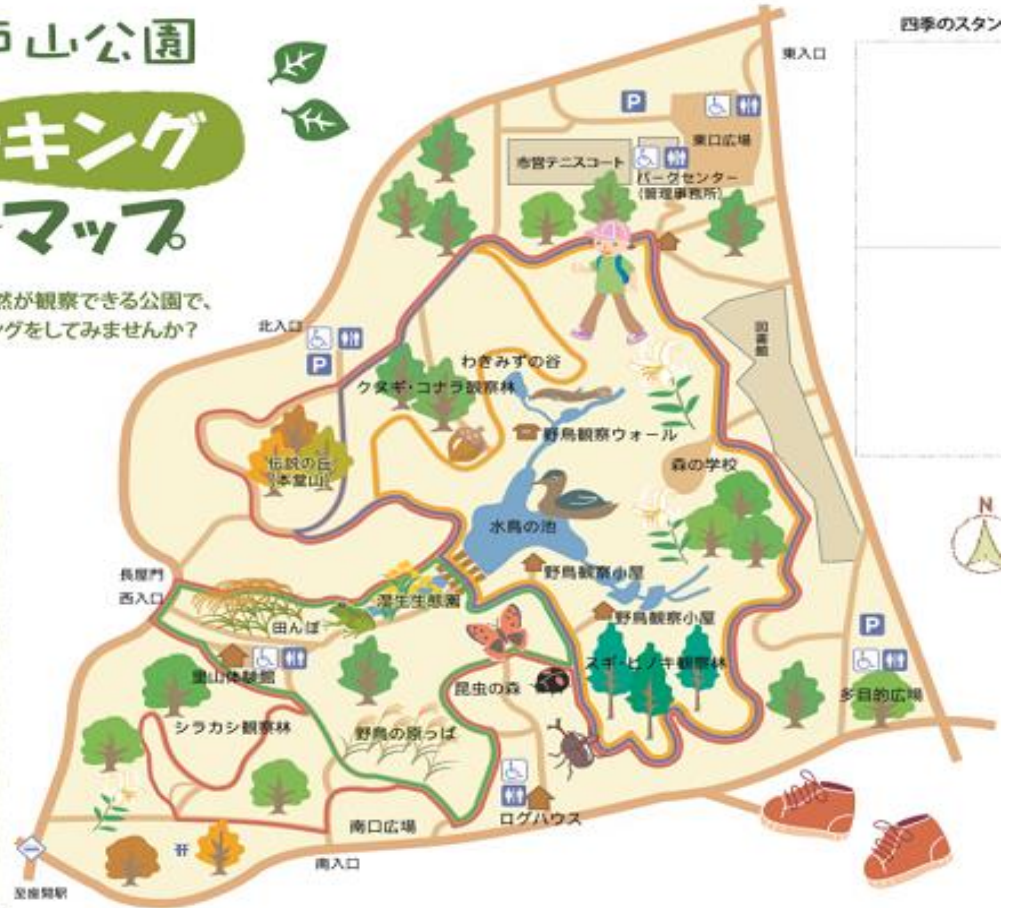 山公園
キング
マップ
然が観察できる公園で、
ングをしてみませんか?
四季のスタン
東入口
P
東口広場
市営テニスコート
パークセンター
(管理事務所)
北入口
P
わきみずの谷
クヌギ・コナラ観察林
図書館
野鳥観察ウォール
伝説の丘
(本堂山)
森の学校
水鳥の池
N
長屋門
西入口
野鳥観察小屋
湿生生態園
田んぼ
野鳥観察小屋
P
スギ・ヒノキ観察林
里山体験館
昆虫の森
多目的広場
シラカシ観察林
野鳥の原っぱ
ログハウス
南口広場
南入口
至座間駅